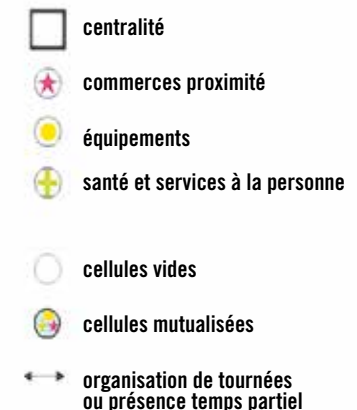 centralité
commerces proximité
équipements
santé et services à la personne
cellules vides
cellules mutualisées
organisation de tournées
ou présence temps partiel